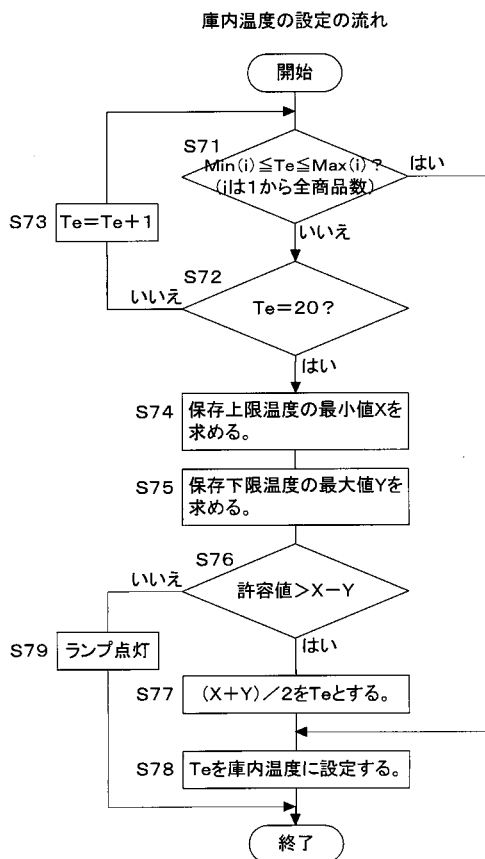 庫内温度の設定の流れ
開始
S71
Min(i)≦Te≦Max(i)?
(iは1から全商品数)
はい
いいえ
S73
Te=Te+1
S72
いいえ
Te=20?
はい
S74
保存上限温度の最小値Xを
求める。
S75
保存下限温度の最大値Yを
求める。
S76
いいえ
許容値>X-Y
はい
S79
ランプ点灯
S77
(X+Y)/2をTeとする。
S78
Teを庫内温度に設定する。
終了